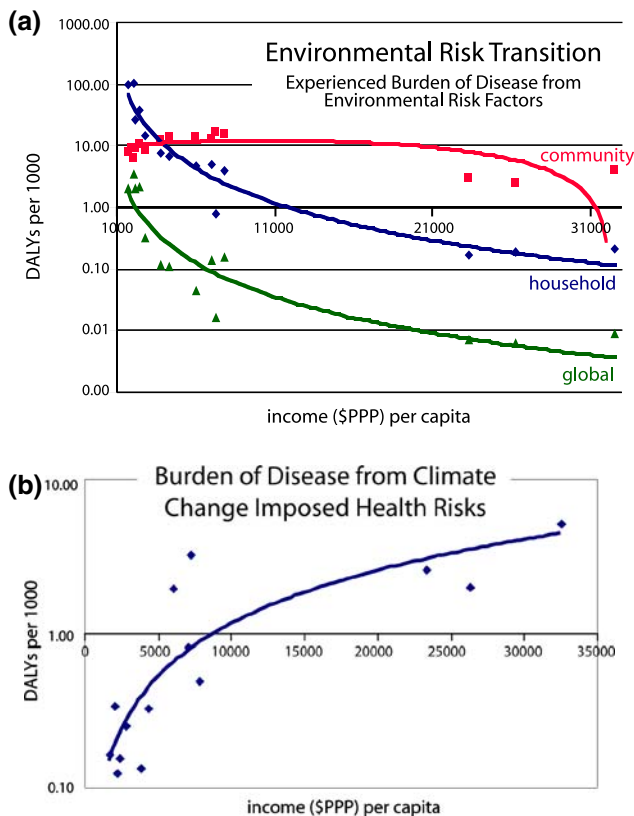 (a)
1000.00
100.00
10.00
1.00
0.10
0.01
0.00
DALYs per 1000
Environmental Risk Transition
Experienced Burden of Disease from
Environmental Risk Factors
community
1000
11000
21000
31000
household
global
income ($PPP) per capita
(b)
10.00
1.00
0.10
DALYs per 1000
Burden of Disease from Climate
Change Imposed Health Risks
0
5000
10000
15000
20000
25000
30000
35000
income ($PPP) per capita